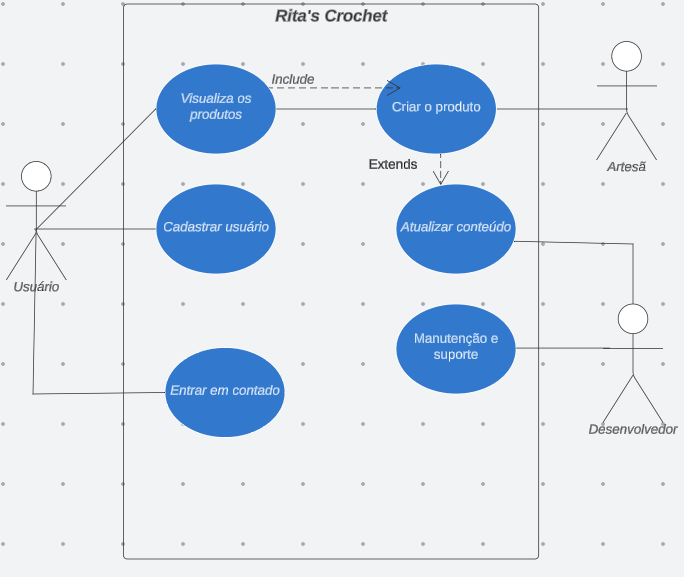 Rita's Crochet
Include
Visualiza os
produtos
Criar o produto
Extends
Artesã
Cadastrar usuário
Atualizar conteúdo
Usuário
Manutenção e
suporte
Entrar em contado
Desenvolvedor